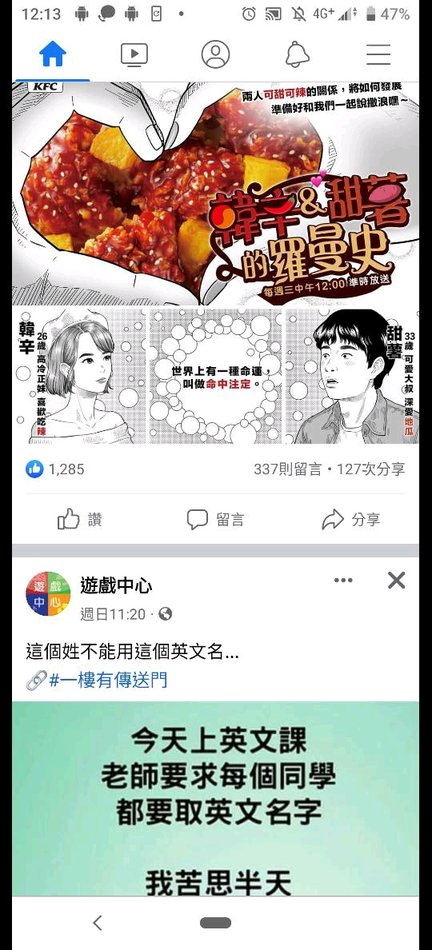 12:13
4G+
47%
KFC
兩人可甜可辣的關係，將如何發展
準備好和我們一起說撒浪嘿~
韓辛&甜薯
的羅曼史
每週三中午12:00準時放送
韓辛
26歲 高冷正妹 喜歡吃辣
世界上有一種命運，
叫做命中注定。
甜薯
33歲 可愛大叔 深愛地瓜
1,285
337則留言・127次分享
讚
留言
分享
遊戲中心
遊戲中心
週日11:20
這個姓不能用這個英文名...
#一樓有傳送門
今天上英文課
老師要求每個同學
都要取英文名字
我苦思半天